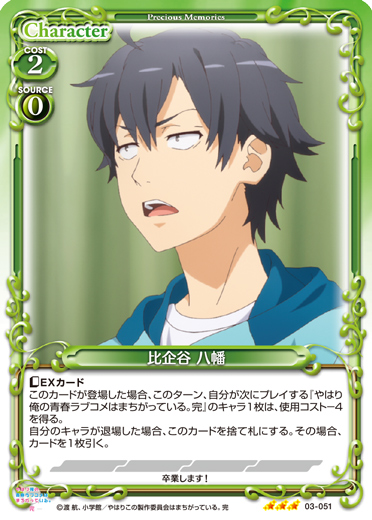 Precious Memories
Character
COST
2
SOURCE
0
比企谷 八幡
EXカード
このカードが登場した場合、このターン、自分が次にプレイする『やはり
俺の青春ラブコメはまちがっている。完』のキャラ1枚は、使用コスト−4
を得る。
自分のキャラが退場した場合、このカードを捨て札にする。その場合、
カードを1枚引く。
卒業します!
©渡 航、小学館／やはりこの製作委員会はまちがっている。完
03-051